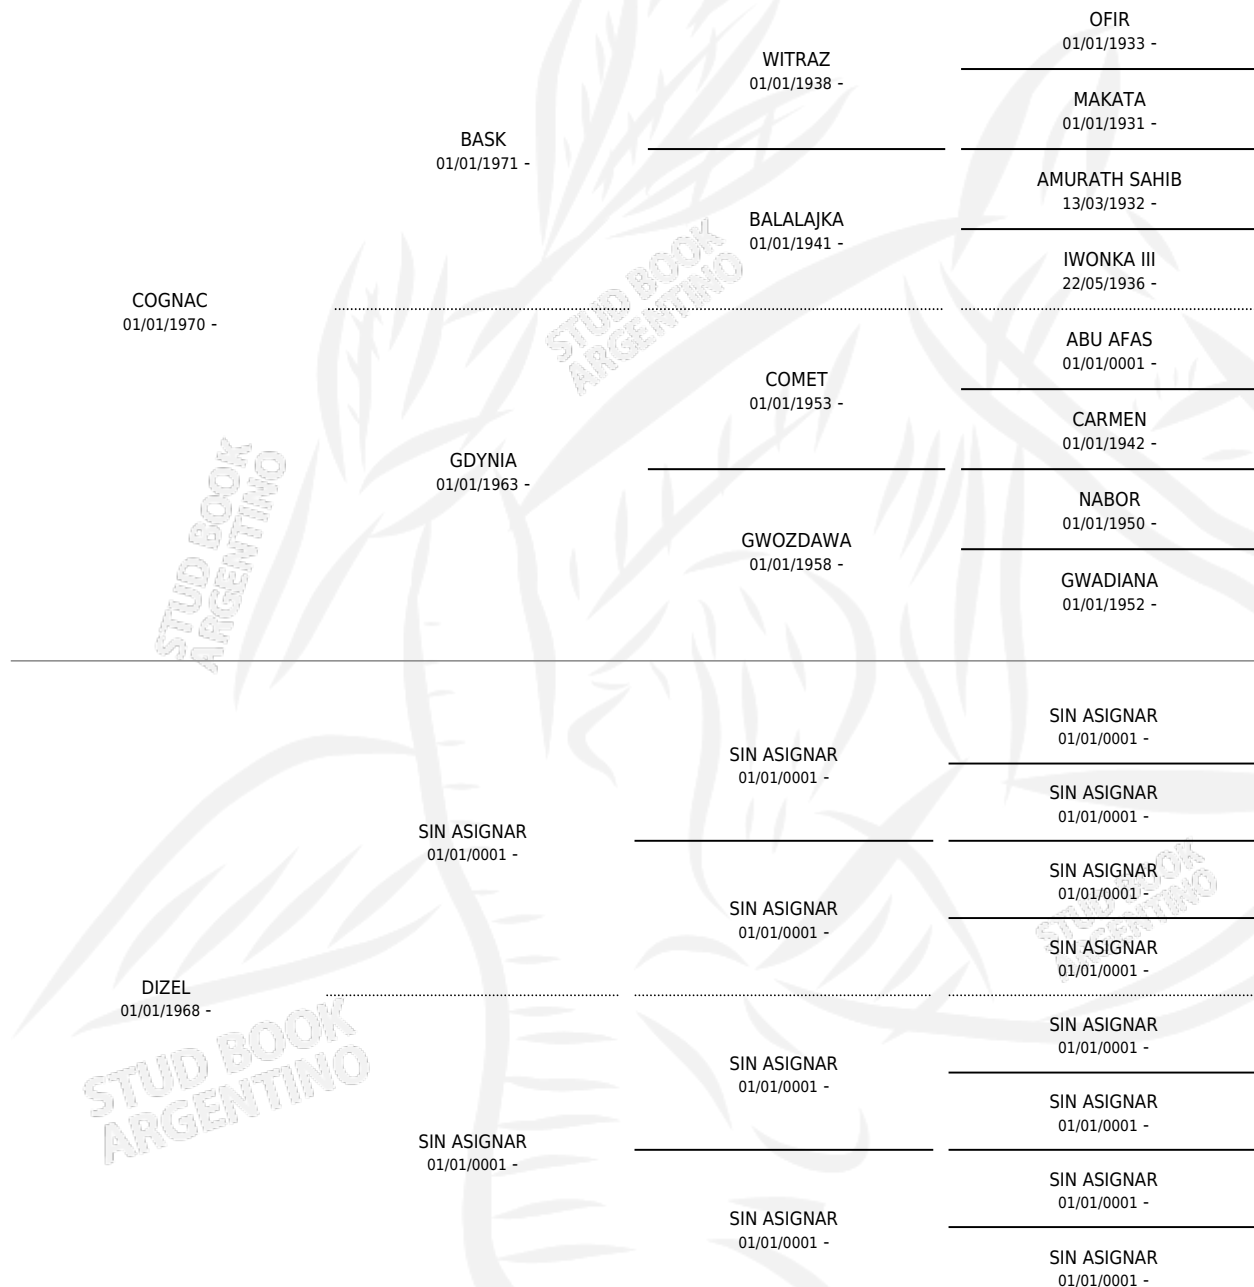 OFIR
01/01/1933 -
WITRAZ
01/01/1938 -
MAKATA
01/01/1931 -
BASK
01/01/1971 -
AMURATH SAHIB
13/03/1932 -
BALALAJKA
01/01/1941 -
IWONKA III
22/05/1936 -
COGNAC
01/01/1970 -
STUD BOOK
ARGENTINO
ABU AFAS
01/01/0001 -
COMET
01/01/1953 -
CARMEN
01/01/1942 -
GDYNIA
01/01/1963 -
NABOR
01/01/1950 -
GWOZDAWA
01/01/1958 -
GWADIANA
01/01/1952 -
STUD BOOK
ARGENTINO
SIN ASIGNAR
01/01/0001 -
SIN ASIGNAR
01/01/0001 -
SIN ASIGNAR
01/01/0001 -
SIN ASIGNAR
01/01/0001 -
SIN ASIGNAR
01/01/0001 -
SIN ASIGNAR
01/01/0001 -
SIN ASIGNAR
01/01/0001 -
STUD BOOK
ARGENTINO
DIZEL
01/01/1968 -
STUD BOOK
ARGENTINO
SIN ASIGNAR
01/01/0001 -
SIN ASIGNAR
01/01/0001 -
SIN ASIGNAR
01/01/0001 -
SIN ASIGNAR
01/01/0001 -
SIN ASIGNAR
01/01/0001 -
SIN ASIGNAR
01/01/0001 -
SIN ASIGNAR
01/01/0001 -